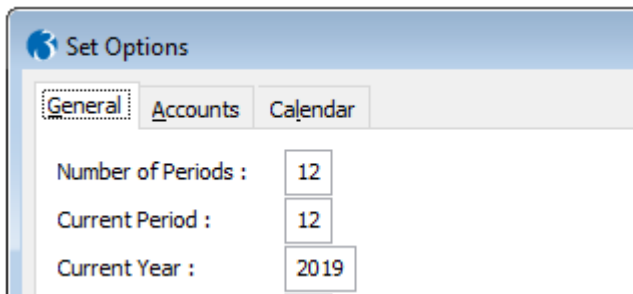 Set Options
General Accounts Calendar
Number of Periods : 12
Current Period : 12
Current Year : 2019